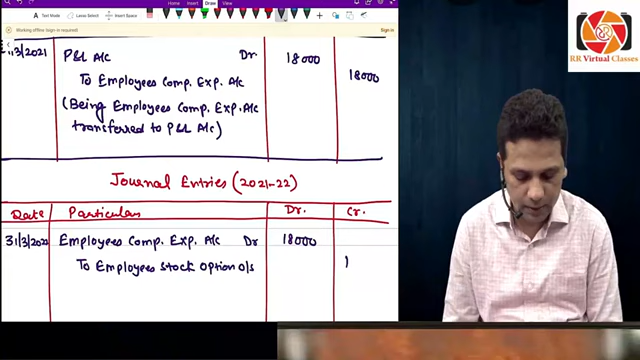 File
Home
Insert
Draw
View
Help
Text Mode
Lasso Select
Insert Space
Working offline (Sign in required)
Sign in
RR Virtual Classes
31/3/2021 P&L A/c Dr 18000
To Employees Comp. Exp. A/c 18000
(Being Employees Comp. Exp. A/c
transferred to P&L A/c)
Journal Entries (2021-22)
Date Particulars Dr. Cr.
31/3/2022 Employees Comp. Exp. A/c Dr 18000
To Employees Stock Option O/s 1